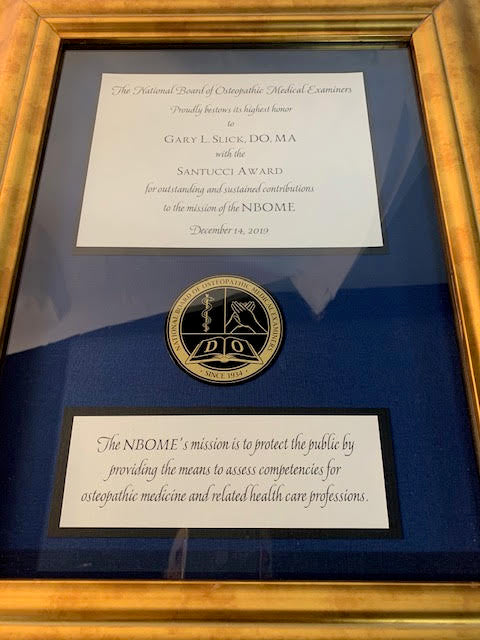 The National Board of Osteopathic Medical Examiners
Proudly bestows its highest honor
to
GARY L. SLICK, DO, MA
with the
SANTUCCI AWARD
for outstanding and sustained contributions
to the mission of the NBOME
December 14, 2019
NATIONAL BOARD OF OSTEOPATHIC MEDICAL EXAMINERS
D O
• SINCE 1934 •
The NBOME's mission is to protect the public by
providing the means to assess competencies for
osteopathic medicine and related health care professions.